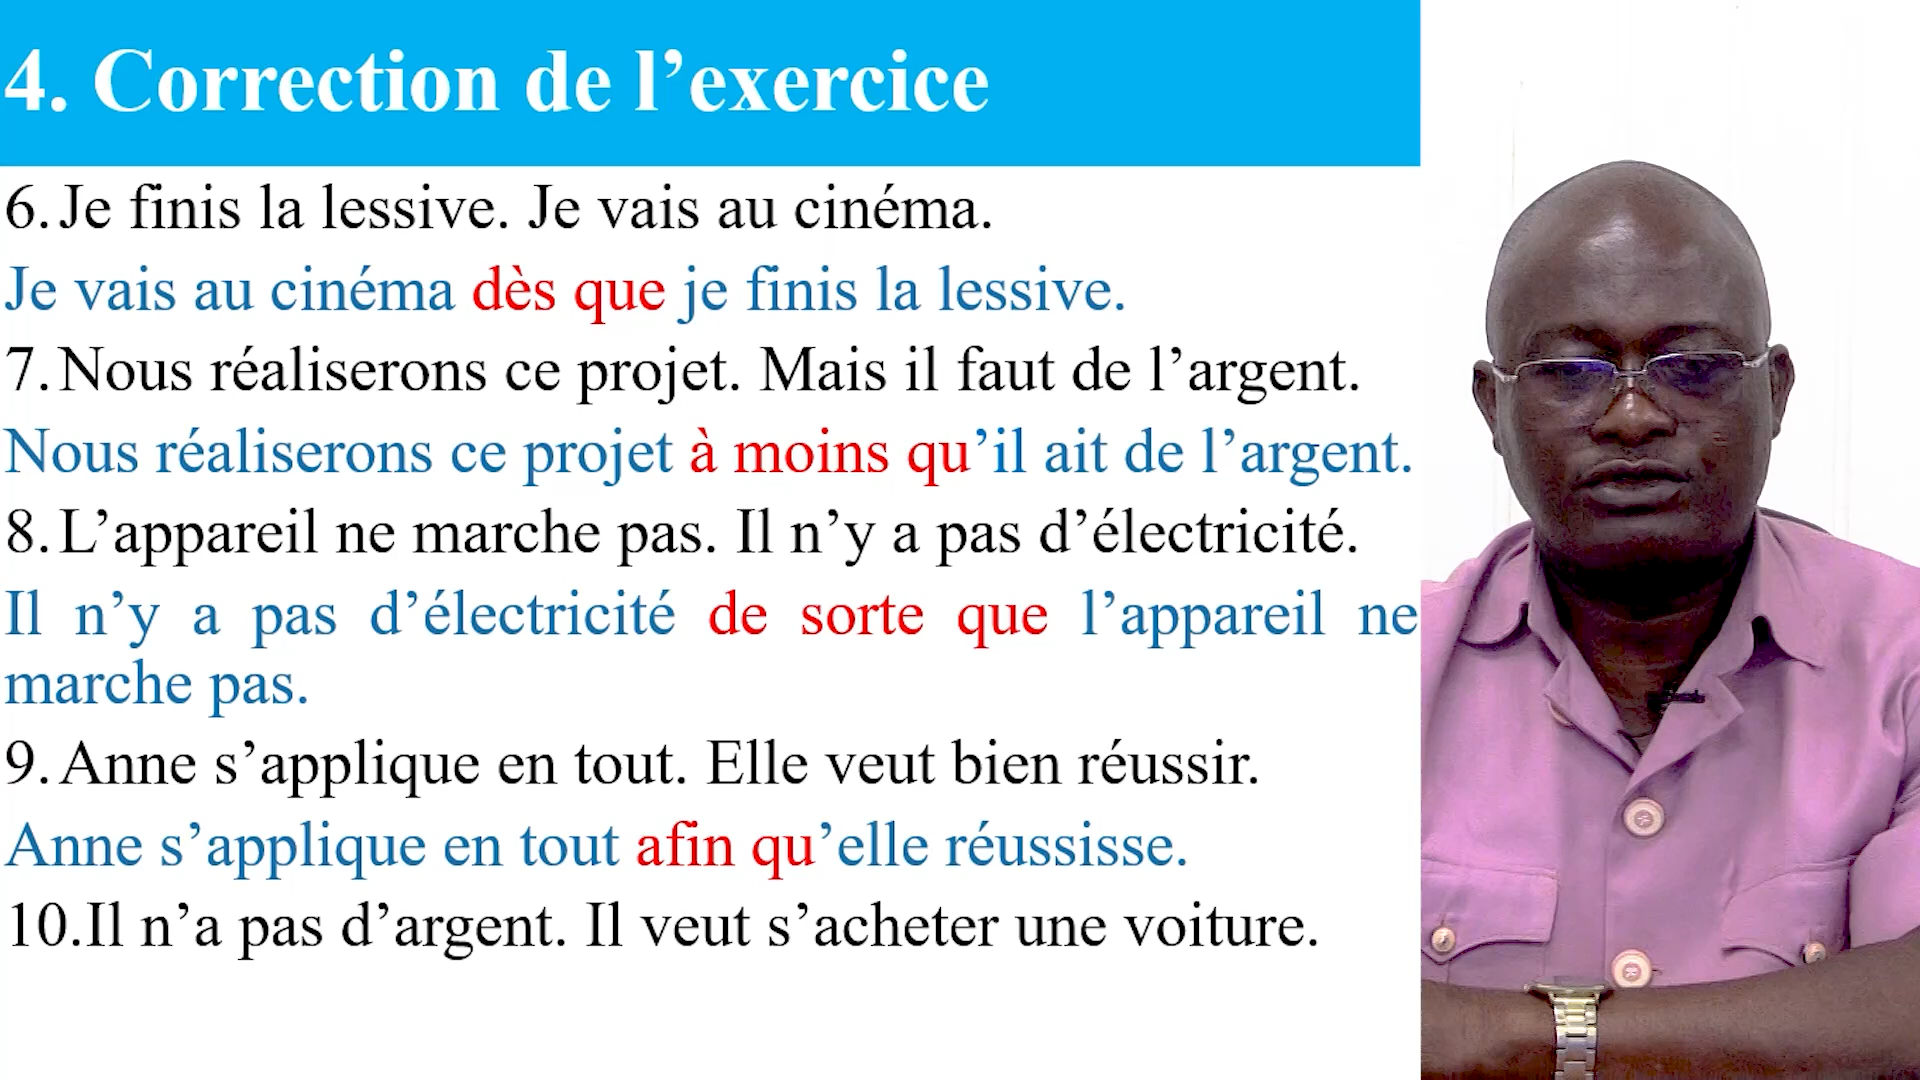 4. Correction de l’exercice
6. Je finis la lessive. Je vais au cinéma.
Je vais au cinéma dès que je finis la lessive.
7. Nous réaliserons ce projet. Mais il faut de l’argent.
Nous réaliserons ce projet à moins qu’il ait de l’argent.
8. L’appareil ne marche pas. Il n’y a pas d’électricité.
Il n’y a pas d’électricité de sorte que l’appareil ne
marche pas.
9. Anne s’applique en tout. Elle veut bien réussir.
Anne s’applique en tout afin qu’elle réussisse.
10.Il n’a pas d’argent. Il veut s’acheter une voiture.